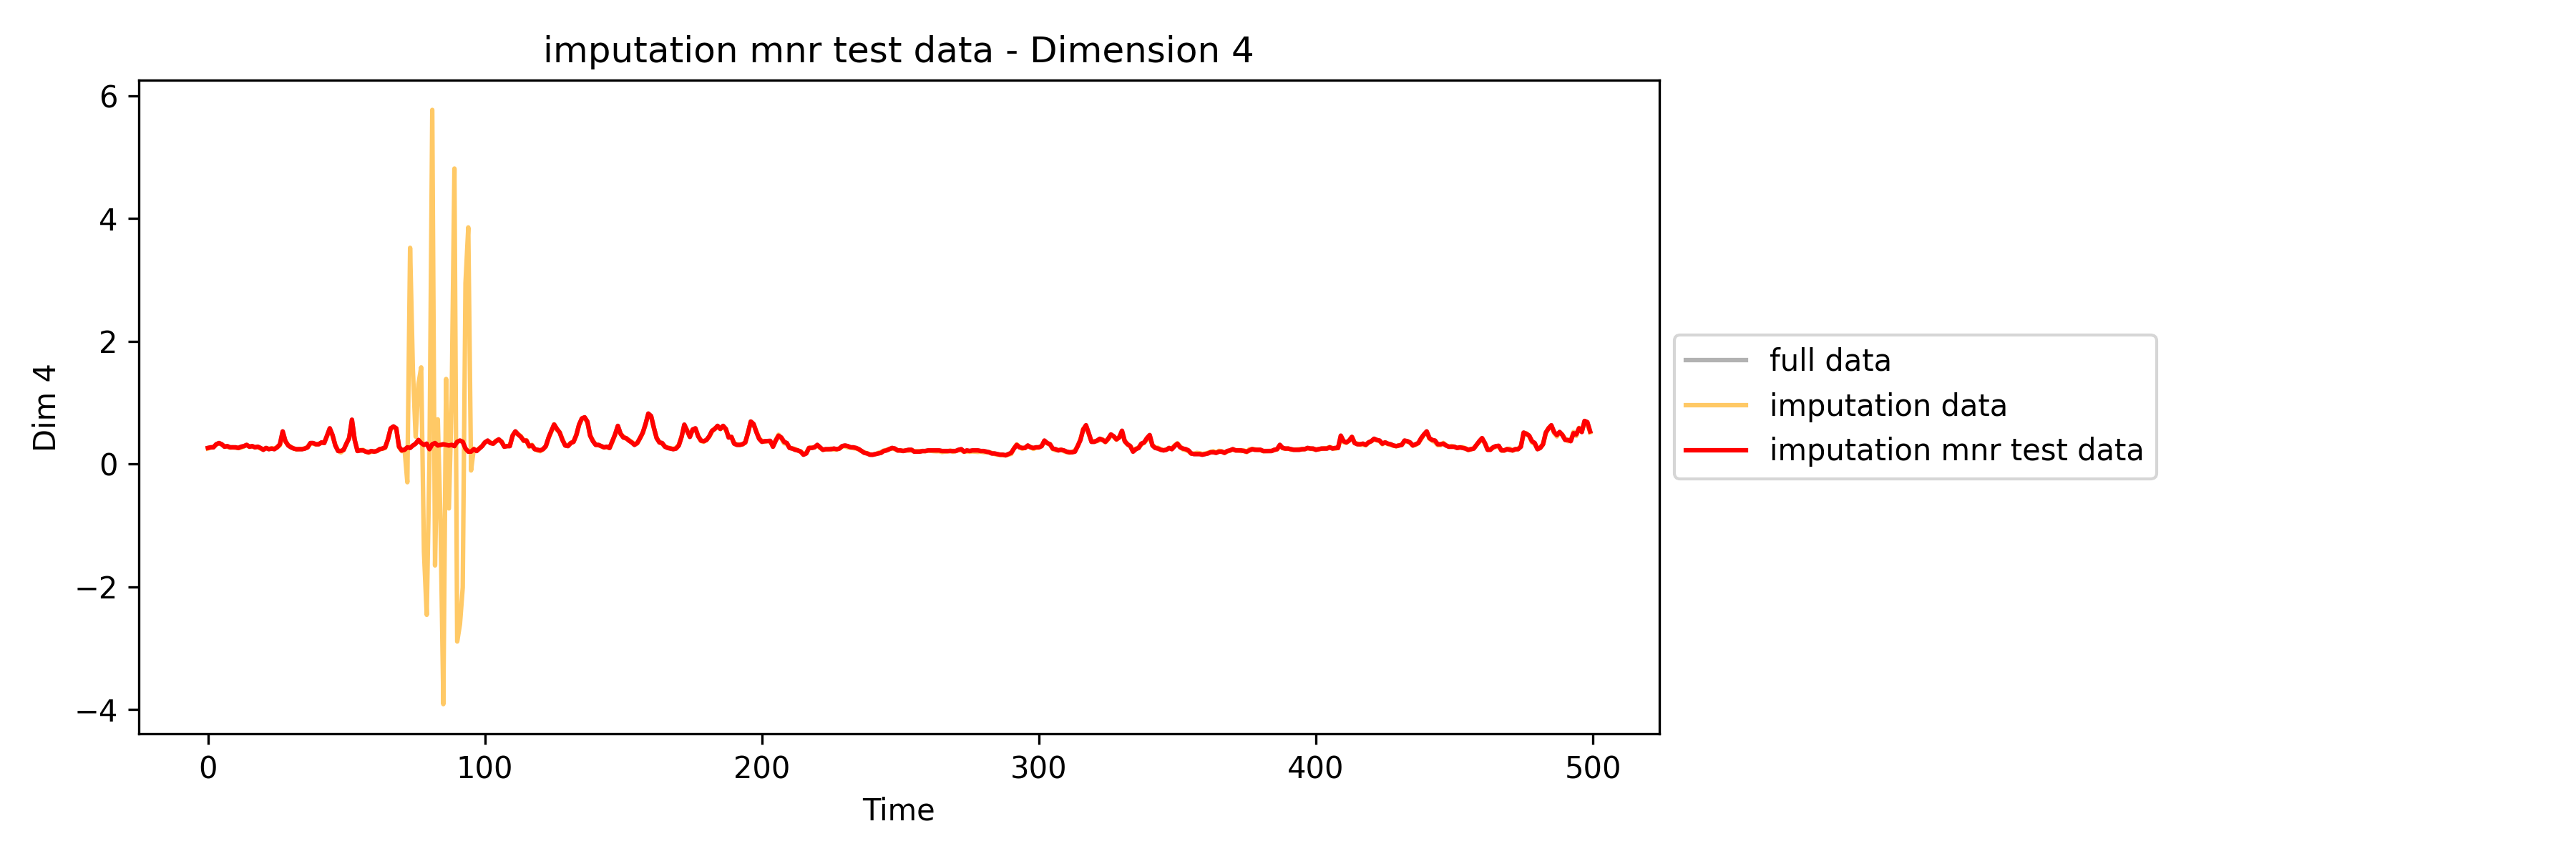 imputation mnr test data - Dimension 4
6
4
2
0
−2
−4
Dim 4
0 100 200 300 400 500
Time
full data
imputation data
imputation mnr test data